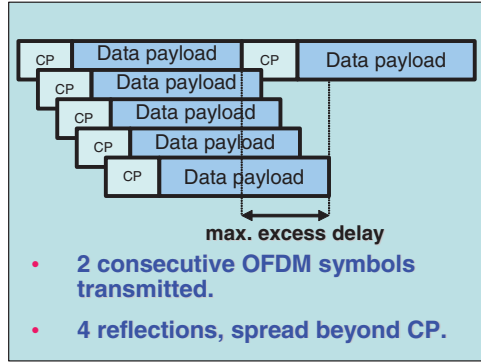 CP Data payload CP Data payload
CP Data payload
CP Data payload
CP Data payload
CP Data payload
max. excess delay
• 2 consecutive OFDM symbols
transmitted.
• 4 reflections, spread beyond CP.